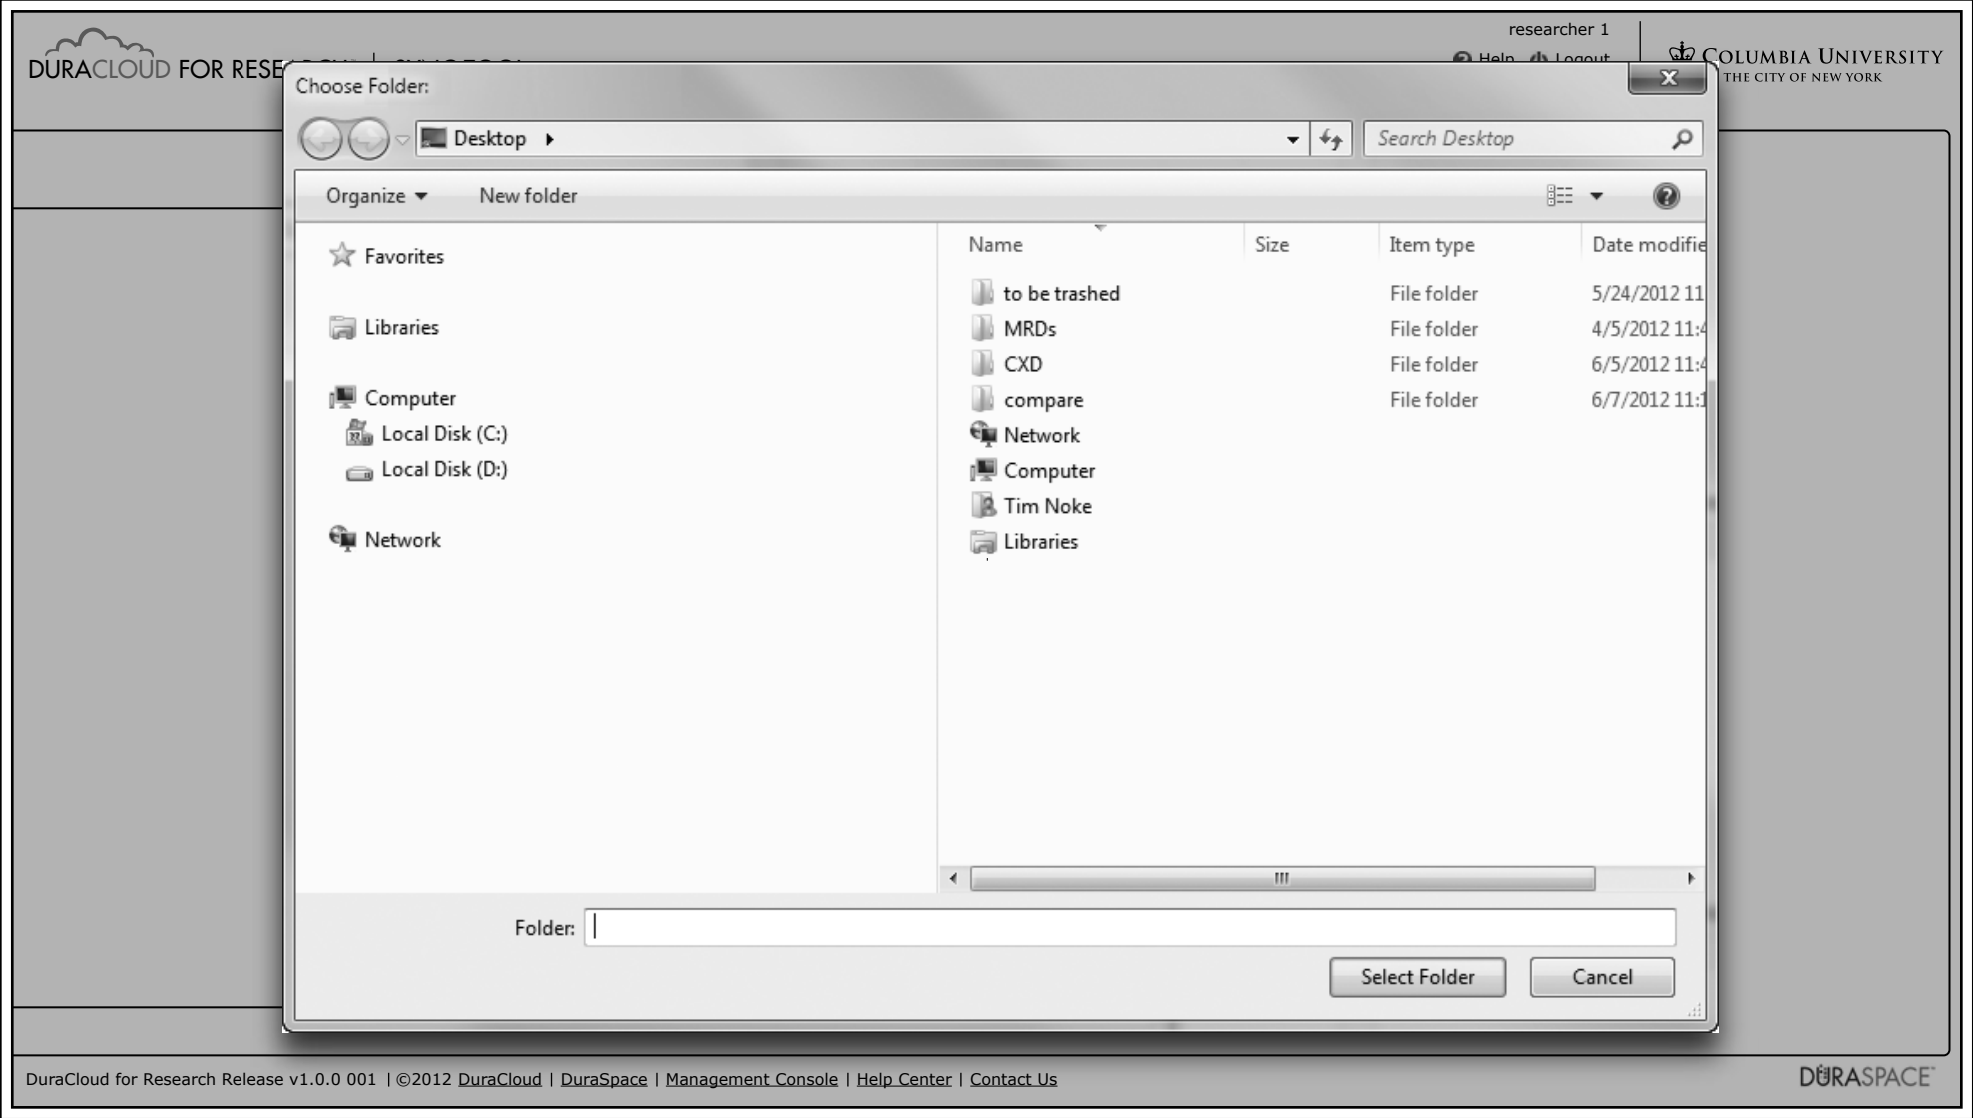 researcher 1
DURACLOUD FOR RESE
Help Logout
COLUMBIA UNIVERSITY
THE CITY OF NEW YORK
Choose Folder:
Desktop
Search Desktop
Organize New folder
Name Size Item type Date modifie
Favorites
Libraries
Computer
Local Disk (C:)
Local Disk (D:)
Network
to be trashed File folder 5/24/2012 11
MRDs File folder 4/5/2012 11:4
CXD File folder 6/5/2012 11:4
compare File folder 6/7/2012 11:1
Network
Computer
Tim Noke
Libraries
Folder:
Select Folder Cancel
DuraCloud for Research Release v1.0.0 001 | ©2012 DuraCloud | DuraSpace | Management Console | Help Center | Contact Us
DURASPACE